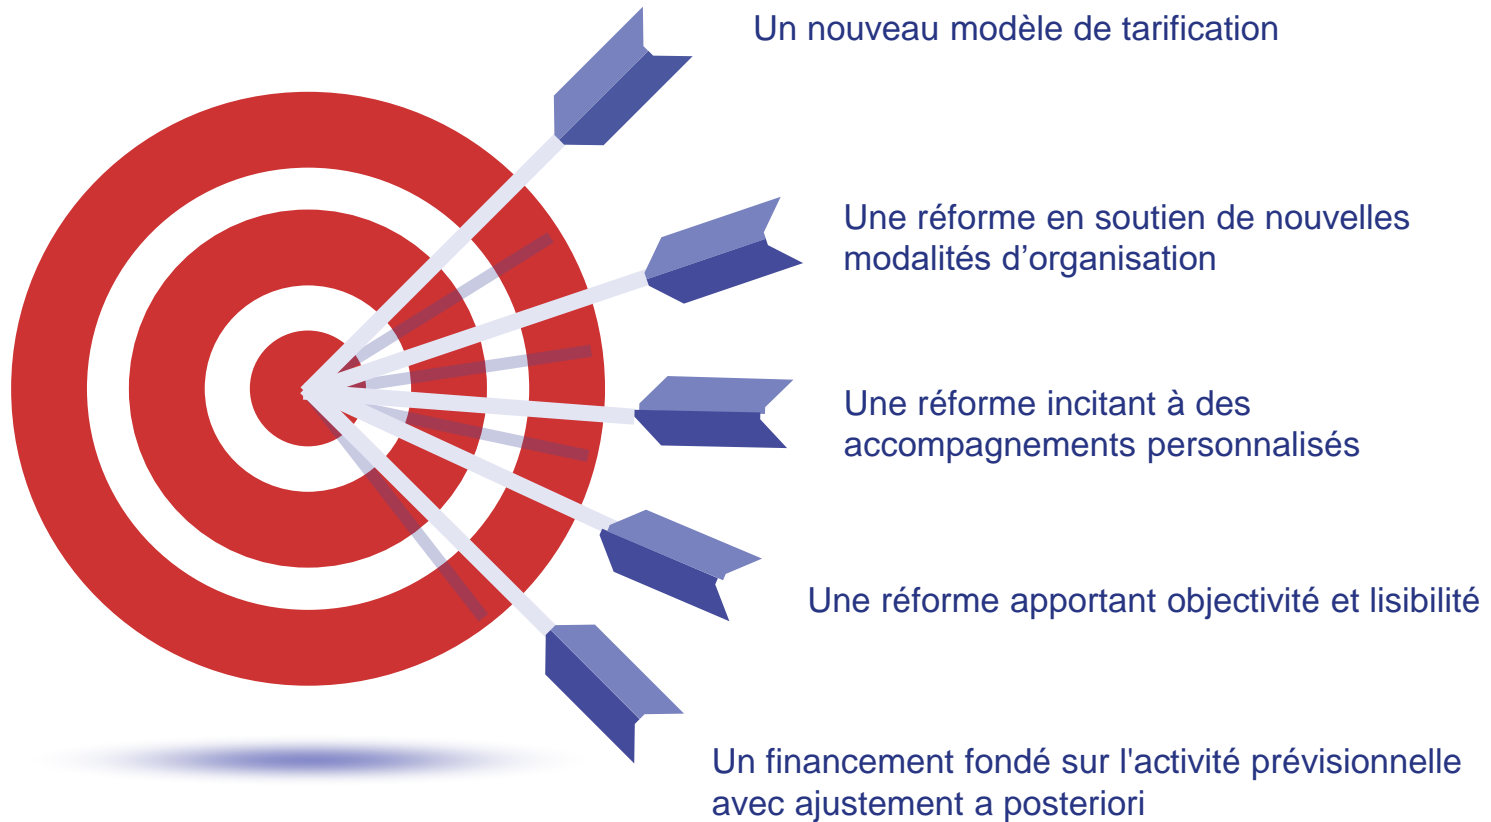 Un nouveau modèle de tarification
Une réforme en soutien de nouvelles
modalités d’organisation
Une réforme incitant à des
accompagnements personnalisés
Une réforme apportant objectivité et lisibilité
Un financement fondé sur l'activité prévisionnelle
avec ajustement a posteriori